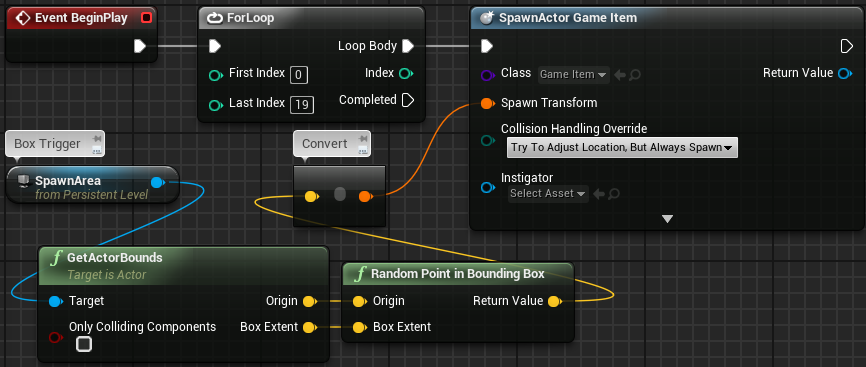 Event BeginPlay
ForLoop
First Index 0
Last Index 19
Loop Body
Index
Completed
SpawnActor Game Item
Class Game Item
Return Value
Spawn Transform
Collision Handling Override
Try To Adjust Location, But Always Spawn
Instigator
Select Asset
Box Trigger
SpawnArea
from Persistent Level
Convert
GetActorBounds
Target is Actor
Target
Only Colliding Components
Origin
Box Extent
Random Point in Bounding Box
Origin
Return Value
Box Extent